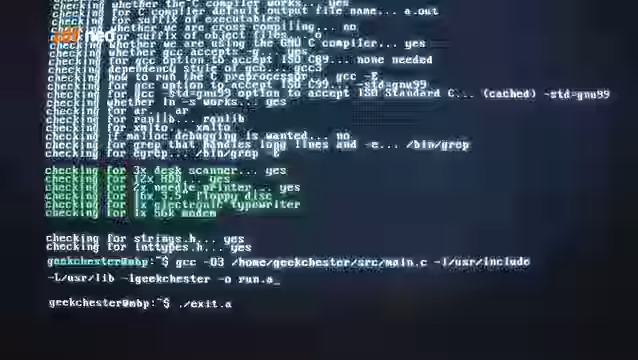 checking whether the C compiler works... yes
checking for C compiler default output file name... a.out
checking for suffix of executables...
checking whether we are cross compiling... no
checking for suffix of object files... o
checking whether we are using the GNU C compiler... yes
checking whether gcc accepts yes
checking for gcc option to accept ISO C89... none needed
checking dependency style of gcc... gcc3
checking how to run the C preprocessor... gcc -E
checking for gcc option to accept ISO C99... -std=gnu99
checking for gcc -std=gnu99 option to accept ISO Standard C... (cached) -std=gnu99
checking whether ln -s works... yes
checking for ar... ar
checking for ranlib... ranlib
checking for xmlto... xmlto
checking if malloc debugging is wanted... no
checking for grep that handles long lines and -e... /bin/grep
checking for egrep... /bin/grep -E
checking for 3x desk scanner... yes
checking for 12x HDD... yes
checking for 2x needle printer... yes
checking for 16x 3.5" floppy disc
checking for 1x electronic typewriter
checking for 1x 56k modem
checking for strings.h... yes
checking for inttypes.h... yes
geekchester@mbp:~$ gcc -O3 /home/geekchester/src/main.c -I/usr/include
-L/usr/lib -lgeekchester -o run.a_
geekchester@mbp:~$ ./exit.a